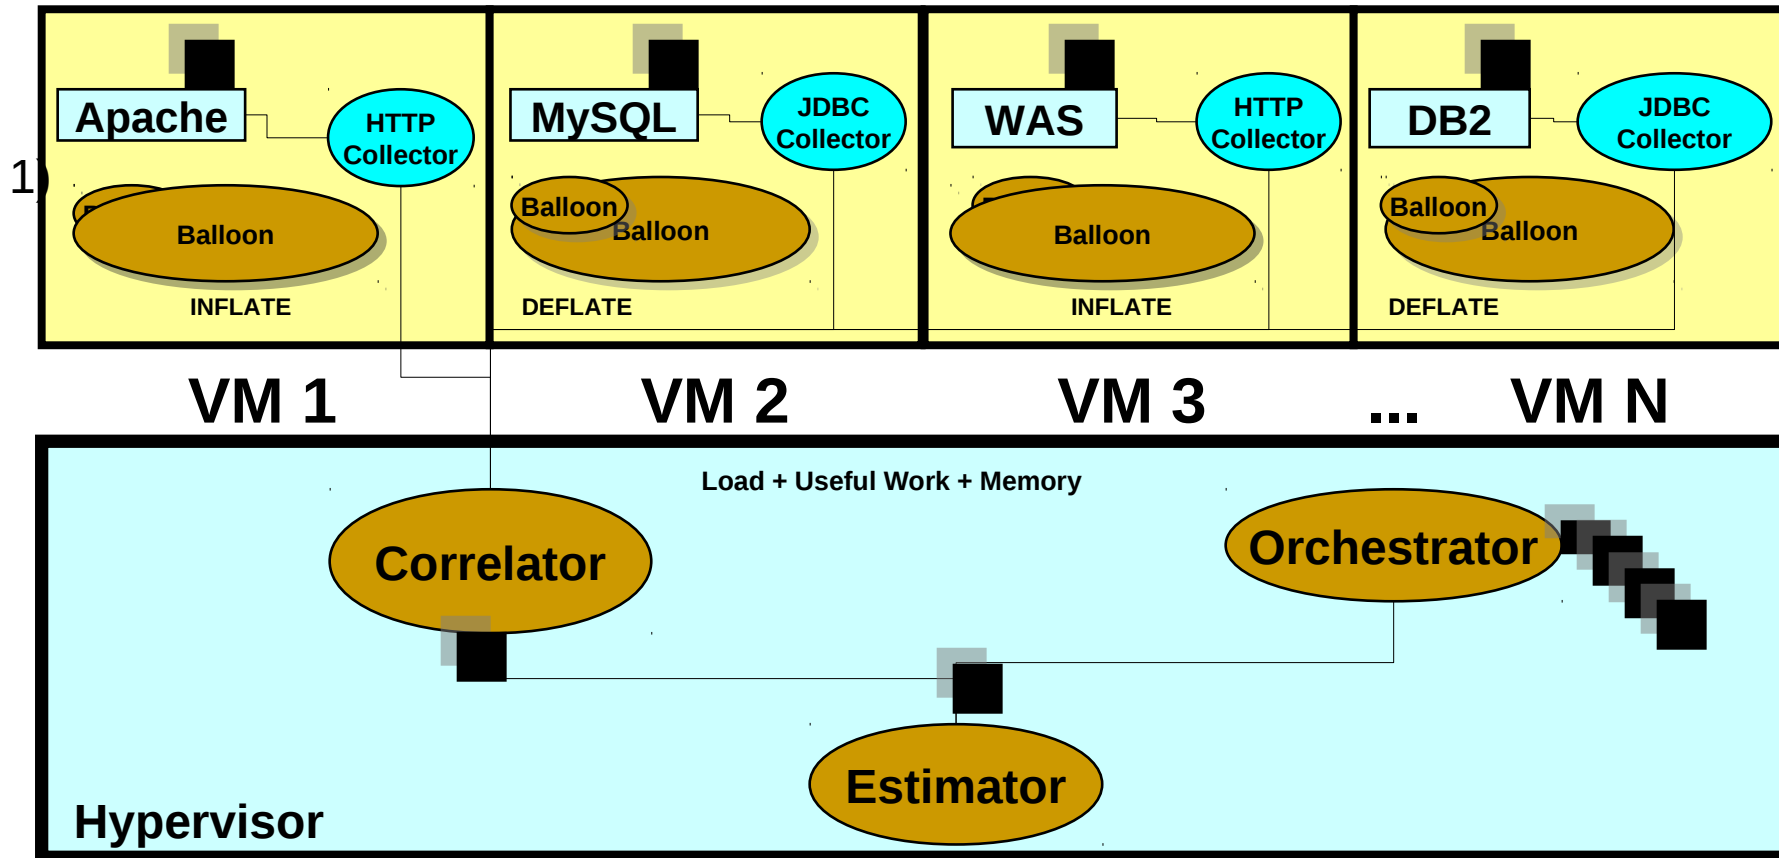 Apache
HTTP
Collector
MySQL
JDBC
Collector
WAS
HTTP
Collector
DB2
JDBC
Collector
1)
Balloon
Balloon
Balloon
Balloon
Balloon
Balloon
INFLATE
DEFLATE
INFLATE
DEFLATE
VM 1
VM 2
VM 3
...
VM N
Load + Useful Work + Memory
Correlator
Orchestrator
Estimator
Hypervisor